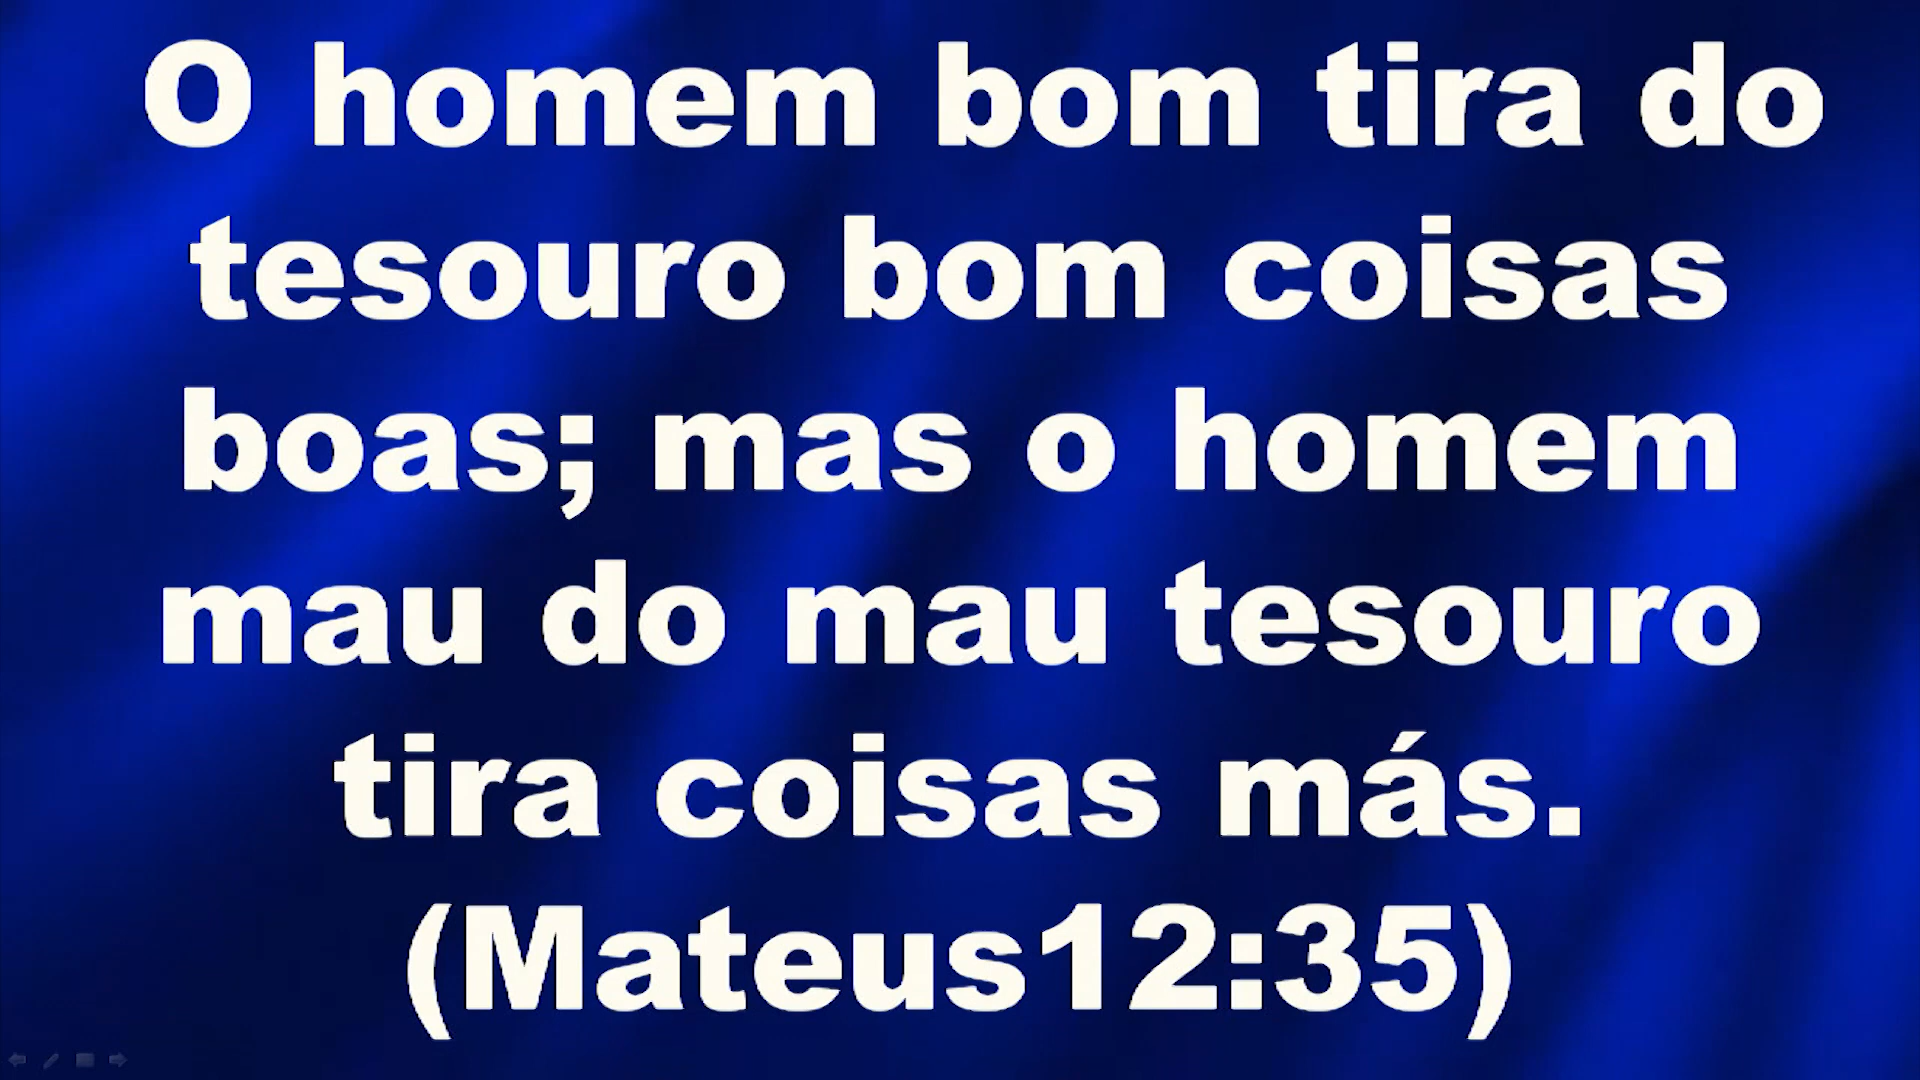 O homem bom tira do
tesouro bom coisas
boas; mas o homem
mau do mau tesouro
tira coisas más.
(Mateus12:35)